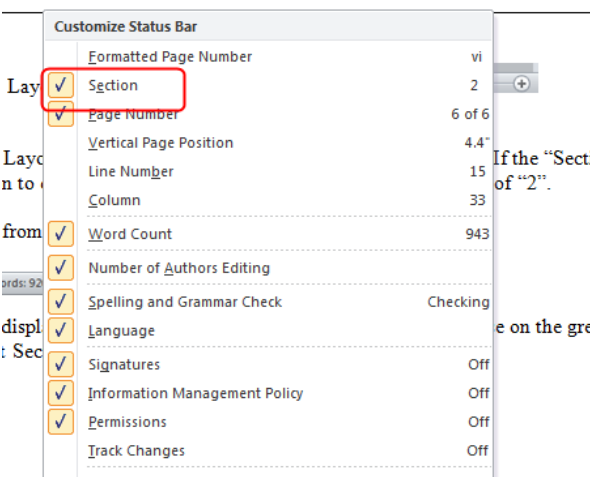 Customize Status Bar
Formatted Page Number vi
Lay Section 2
Page Number 6 of 6
Vertical Page Position 4.4"
Layo Line Number 15 If the “Secti
n to Column 33 of “2”.
from Word Count 943
Number of Authors Editing
ords: 920
Spelling and Grammar Check Checking
displ Language e on the gre
t Sec
Signatures Off
Information Management Policy Off
Permissions Off
Track Changes Off